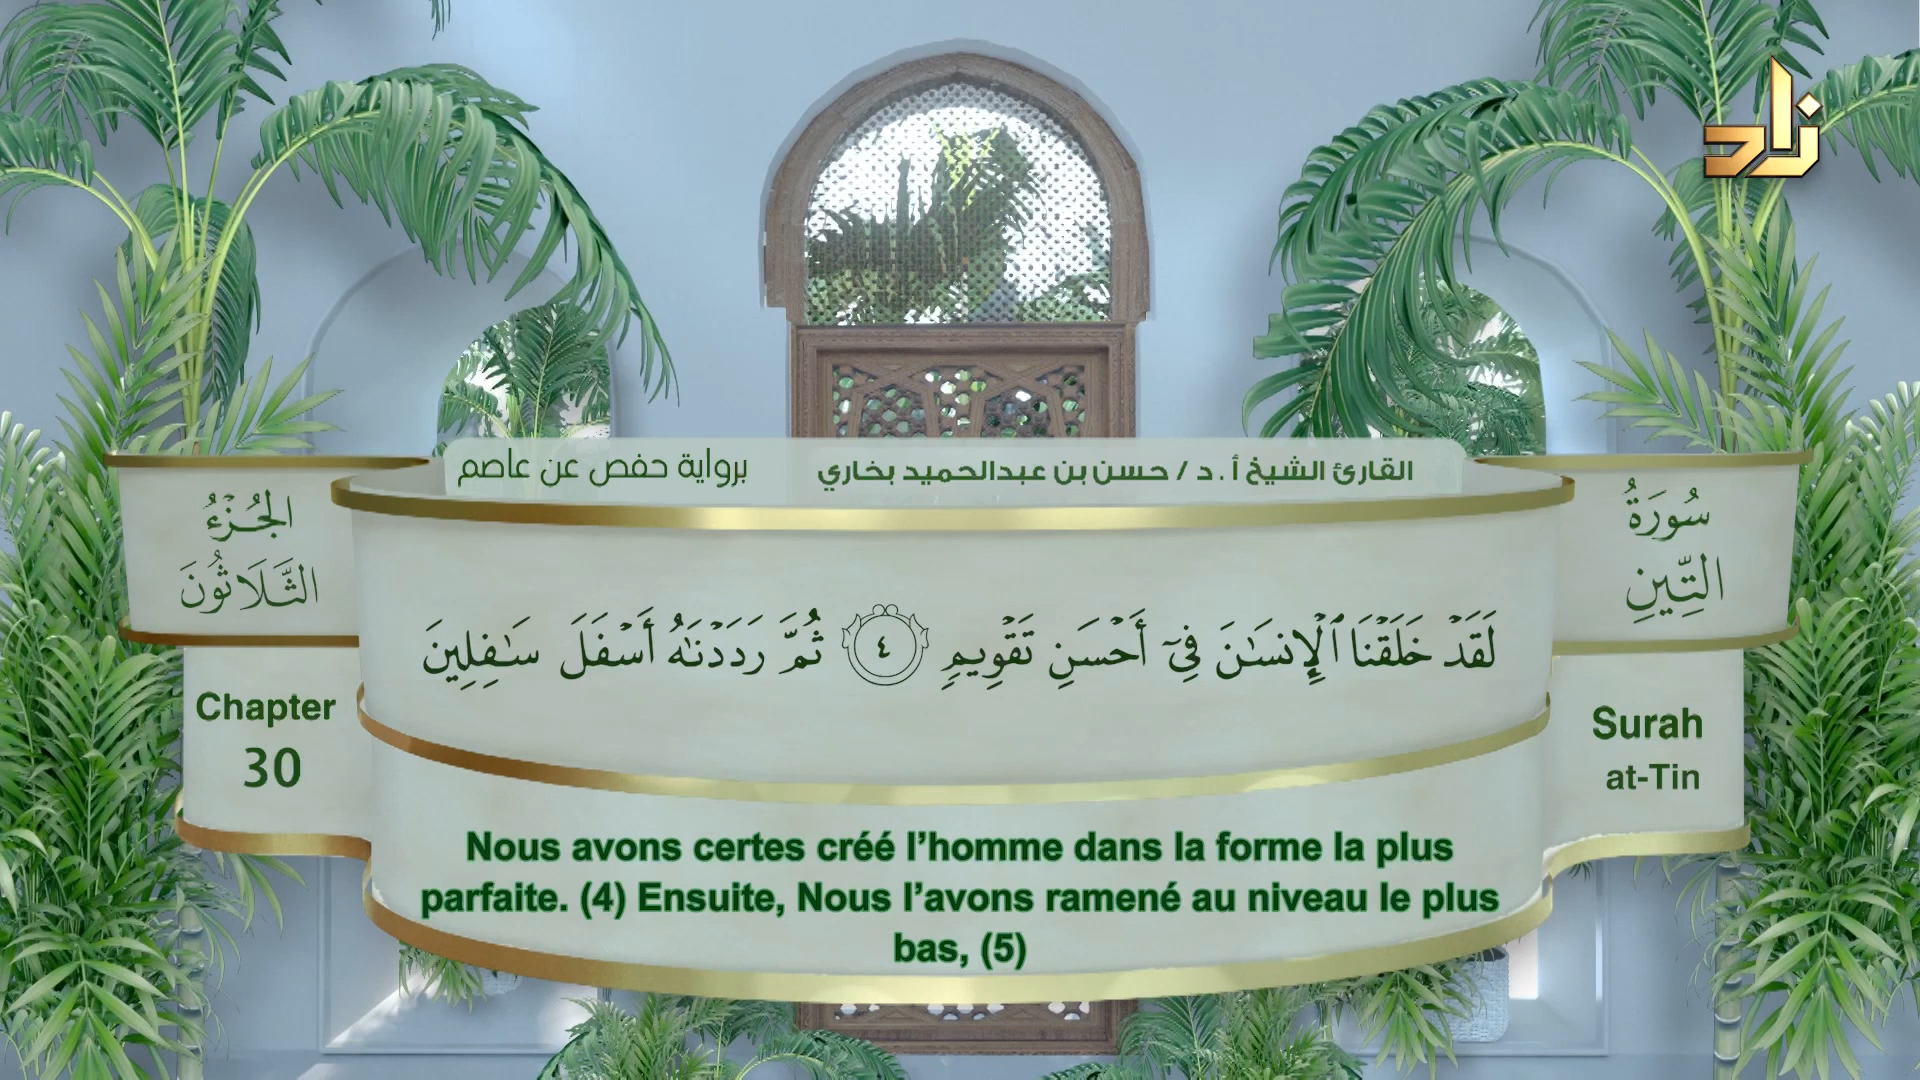 زاد
القارئ الشيخ أ . د / حسن بن عبدالحميد بخاري
برواية حفص عن عاصم
سُورَةُ
التِّينِ
الجُزْءُ
الثَّلَاثُونَ
لَقَدْ خَلَقْنَا ٱلْإِنسَٰنَ فِىٓ أَحْسَنِ تَقْوِيمٍ ٤ ثُمَّ رَدَدْنَٰهُ أَسْفَلَ سَٰفِلِينَ
Chapter
30
Surah
at-Tin
Nous avons certes créé l’homme dans la forme la plus
parfaite. (4) Ensuite, Nous l’avons ramené au niveau le plus
bas, (5)